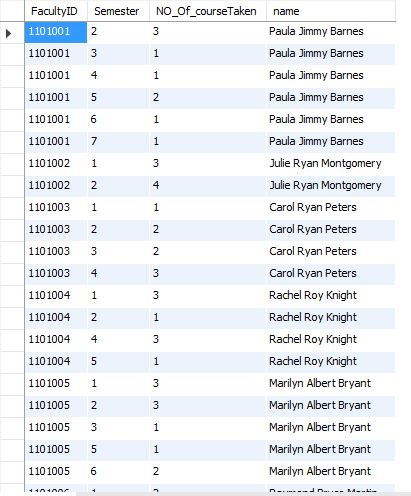 FacultyID Semester NO_Of_courseTaken name
1101001 2 3 Paula Jimmy Barnes
1101001 3 1 Paula Jimmy Barnes
1101001 4 1 Paula Jimmy Barnes
1101001 5 2 Paula Jimmy Barnes
1101001 6 1 Paula Jimmy Barnes
1101001 7 1 Paula Jimmy Barnes
1101002 1 3 Julie Ryan Montgomery
1101002 2 4 Julie Ryan Montgomery
1101003 1 1 Carol Ryan Peters
1101003 2 2 Carol Ryan Peters
1101003 3 2 Carol Ryan Peters
1101003 4 3 Carol Ryan Peters
1101004 1 3 Rachel Roy Knight
1101004 2 1 Rachel Roy Knight
1101004 4 3 Rachel Roy Knight
1101004 5 1 Rachel Roy Knight
1101005 1 3 Marilyn Albert Bryant
1101005 2 3 Marilyn Albert Bryant
1101005 3 1 Marilyn Albert Bryant
1101005 5 1 Marilyn Albert Bryant
1101005 6 2 Marilyn Albert Bryant
1101006 1 Raymond Bruce Martin